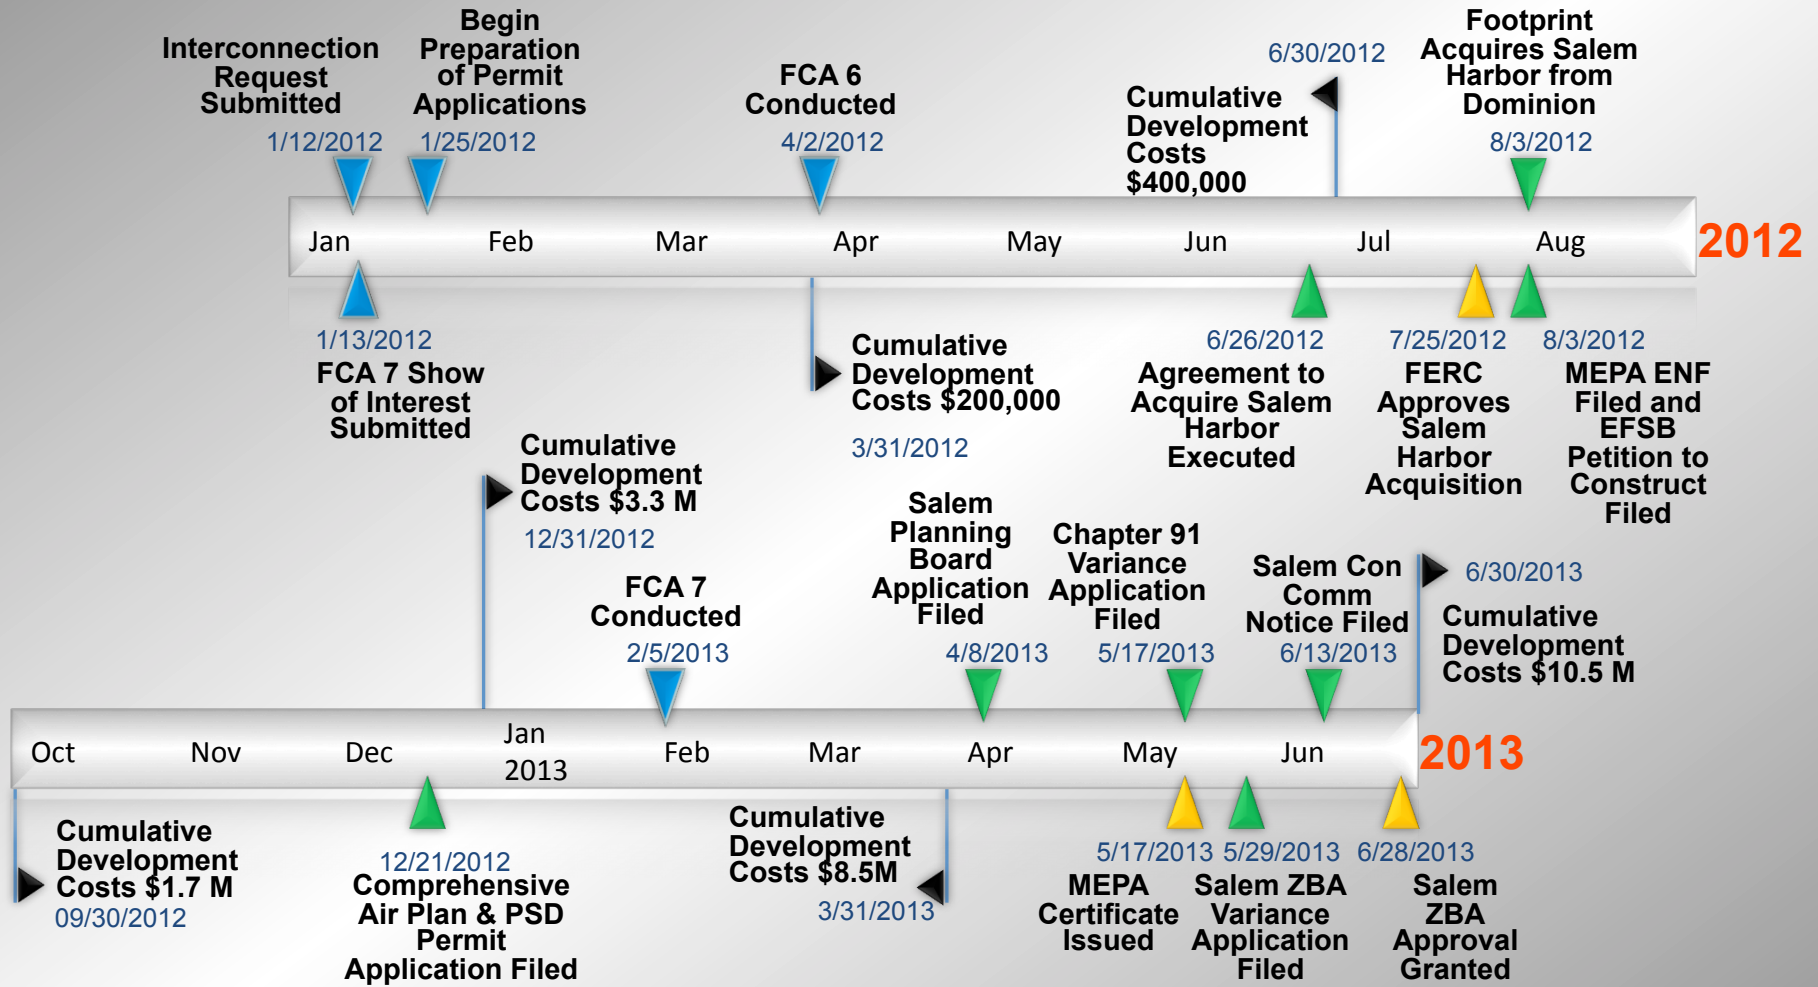 Interconnection
Request
Submitted
1/12/2012
Begin
Preparation
of Permit
Applications
1/25/2012
FCA 6
Conducted
4/2/2012
Cumulative
Development
Costs
$400,000
6/30/2012
Footprint
Acquires Salem
Harbor from
Dominion
8/3/2012
Jan Feb Mar Apr May Jun Jul Aug 2012
1/13/2012
FCA 7 Show
of Interest
Submitted
Cumulative
Development
Costs $200,000
3/31/2012
6/26/2012
Agreement to
Acquire Salem
Harbor
Executed
7/25/2012
FERC
Approves
Salem
Harbor
Acquisition
8/3/2012
MEPA ENF
Filed and
EFSB
Petition to
Construct
Filed
Cumulative
Development
Costs $3.3 M
12/31/2012
FCA 7
Conducted
2/5/2013
Salem
Planning
Board
Application
Filed
4/8/2013
Chapter 91
Variance
Application
Filed
5/17/2013
Salem Con
Comm
Notice Filed
6/13/2013
6/30/2013
Cumulative
Development
Costs $10.5 M
Oct Nov Dec Jan
2013 Feb Mar Apr May Jun 2013
Cumulative
Development
Costs $1.7 M
09/30/2012
12/21/2012
Comprehensive
Air Plan & PSD
Permit
Application Filed
Cumulative
Development
Costs $8.5M
3/31/2013
5/17/2013
MEPA
Certificate
Issued
5/29/2013
Salem ZBA
Variance
Application
Filed
6/28/2013
Salem
ZBA
Approval
Granted